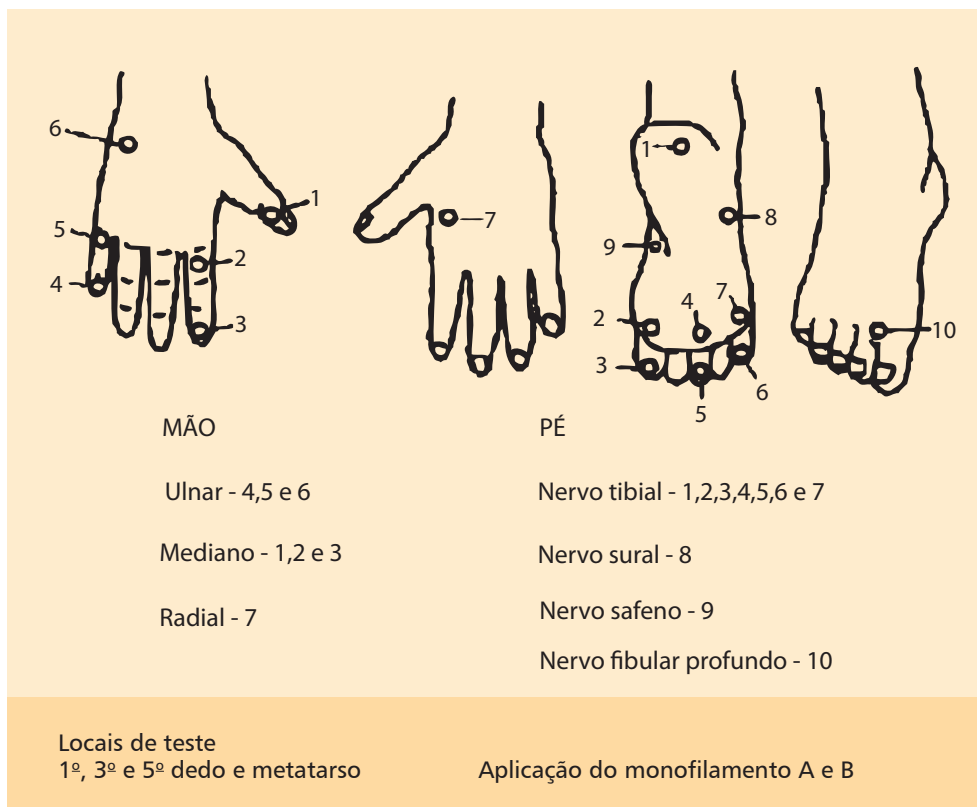 6
1
5
2
4
3
7
1
8
9
2
4
7
3
5
6
10
MÃO
Ulnar - 4,5 e 6
Mediano - 1,2 e 3
Radial - 7
PÉ
Nervo tibial - 1,2,3,4,5,6 e 7
Nervo sural - 8
Nervo safeno - 9
Nervo fibular profundo - 10
Locais de teste
1º, 3º e 5º dedo e metatarso
Aplicação do monofilamento A e B